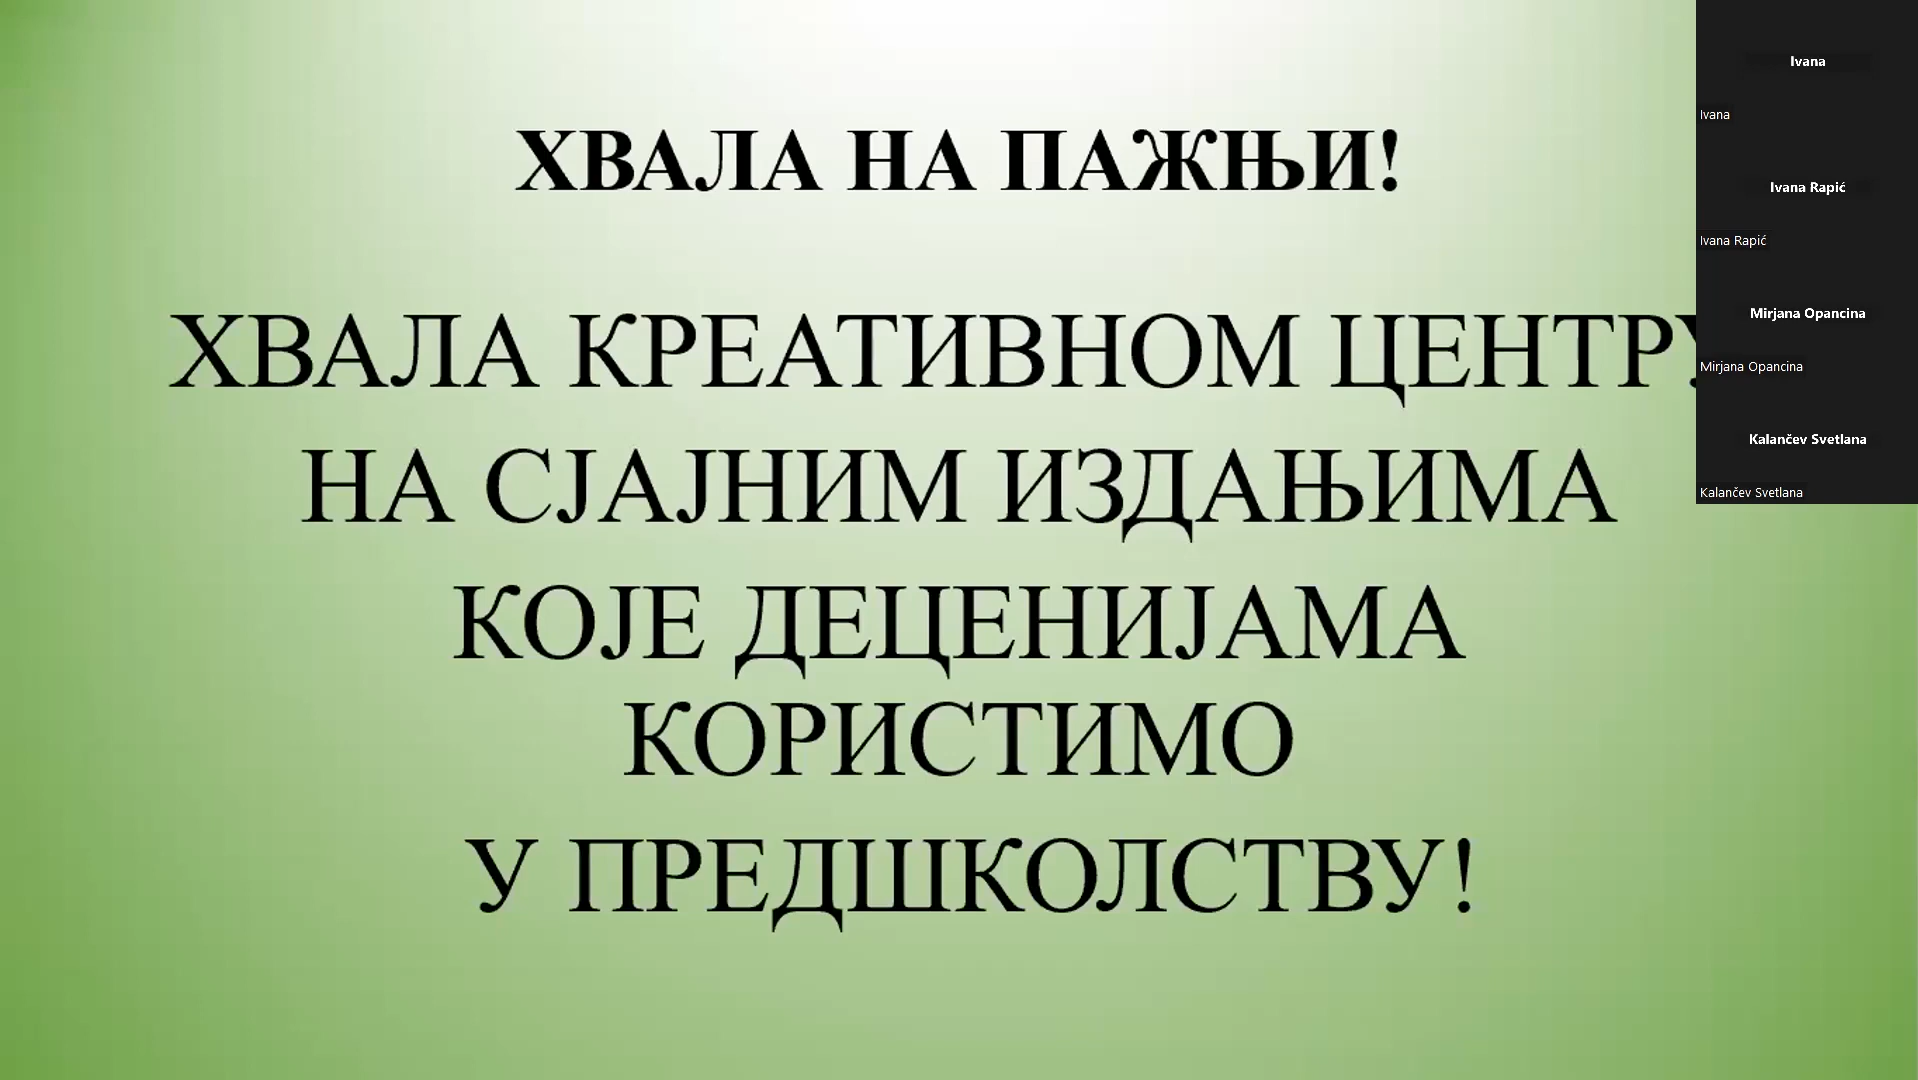 ХВАЛА НА ПАЖЊИ!
ХВАЛА КРЕАТИВНОМ ЦЕНТРУ
НА СЈАЈНИМ ИЗДАЊИМА
КОЈЕ ДЕЦЕНИЈАМА
КОРИСТИМО
У ПРЕДШКОЛСТВУ!
Ivana
Ivana
Ivana Rapić
Ivana Rapić
Mirjana Opancina
Mirjana Opancina
Kalančev Svetlana
Kalančev Svetlana